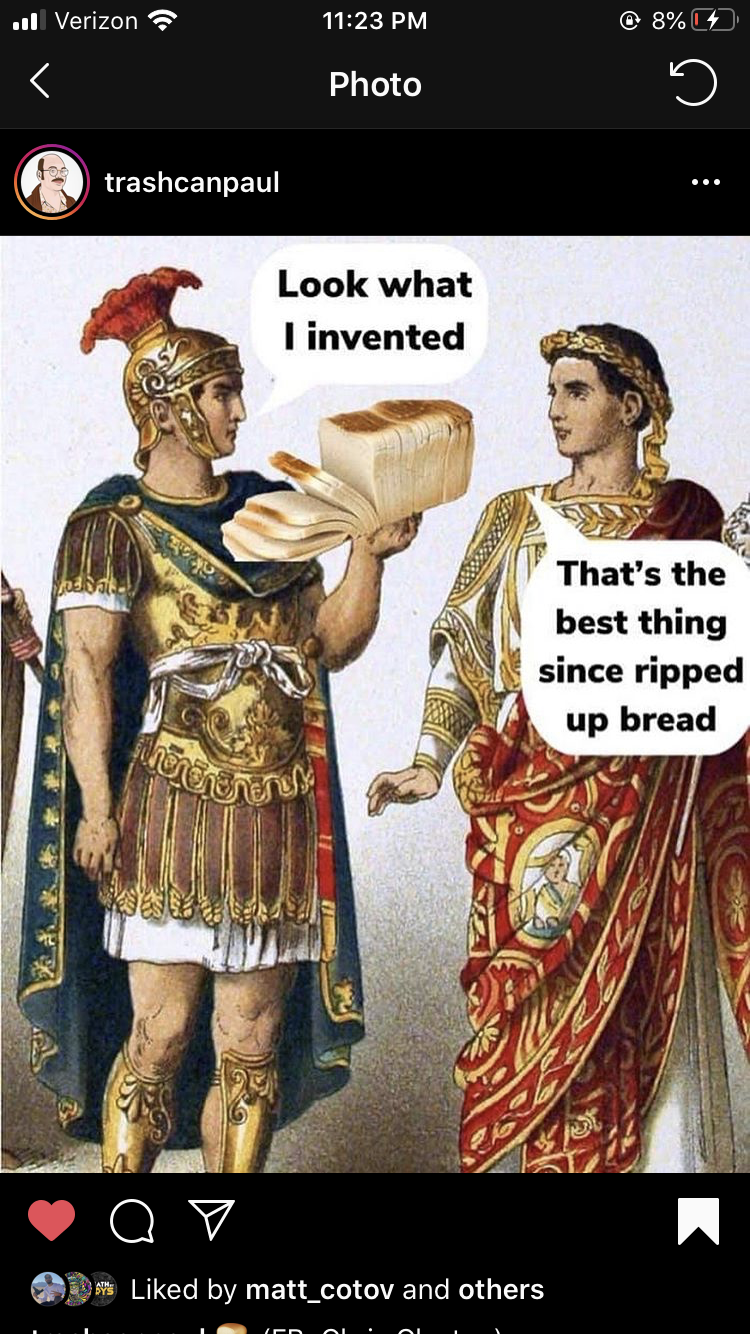 Verizon 11:23 PM 8%
Photo
trashcanpaul
Look what
I invented
That's the
best thing
since ripped
up bread
Liked by matt_cotov and others